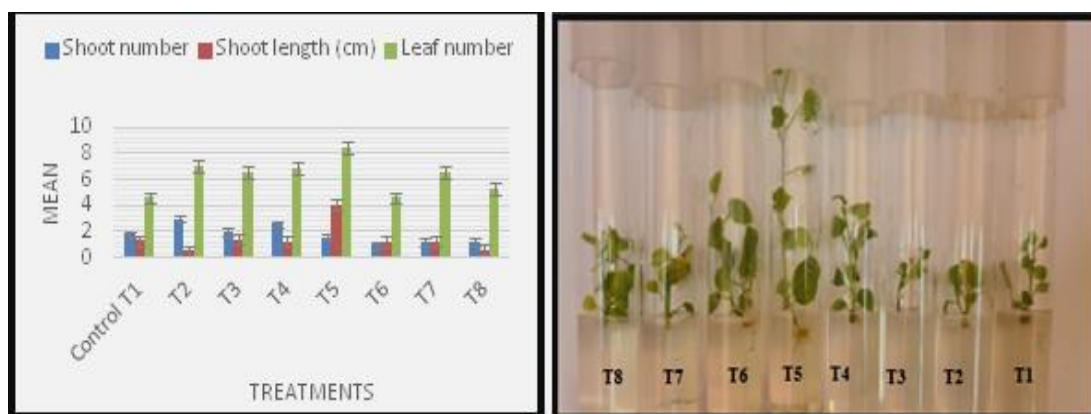 Shoot number Shoot length (cm) Leaf number
10
8
6
4
2
0
MEAN
Control T1 T2 T3 T4 T5 T6 T7 T8
TREATMENTS
T8 T7 T6 T5 T4 T3 T2 T1